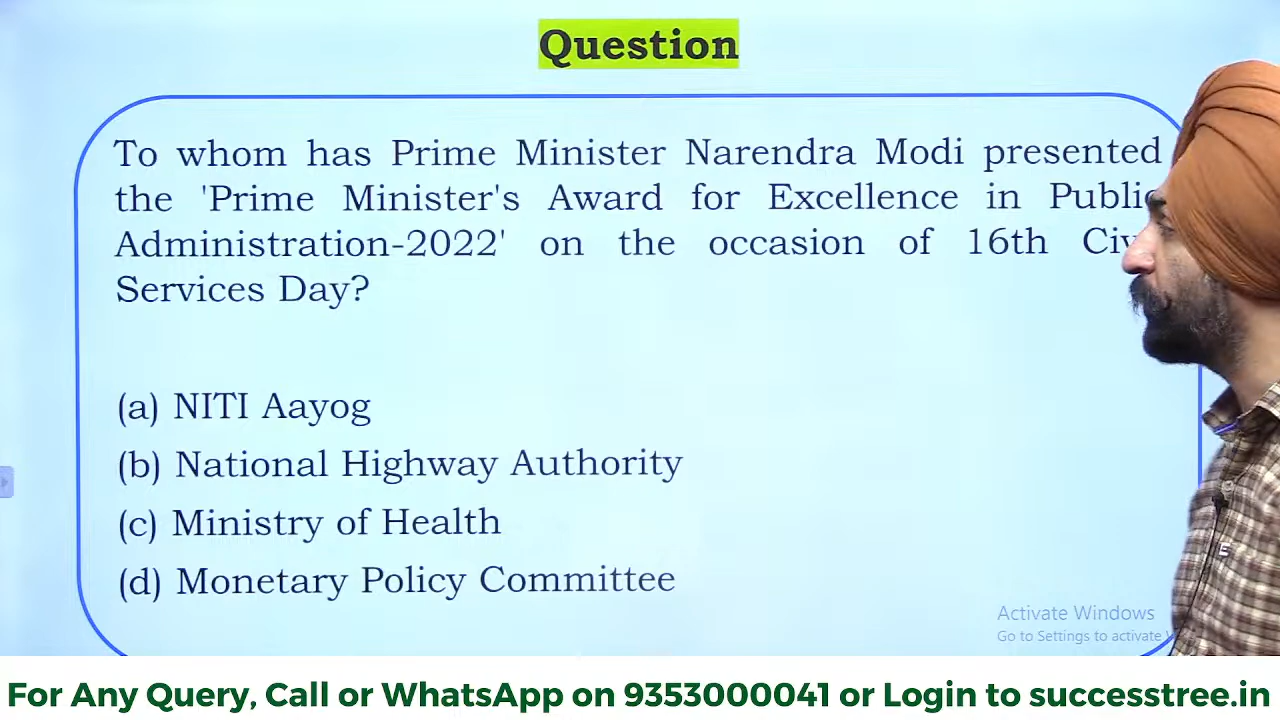 Question
To whom has Prime Minister Narendra Modi presented
the 'Prime Minister's Award for Excellence in Public
Administration-2022' on the occasion of 16th
Services Day?
(a) NITI Aayog
(b) National Highway Authority
(c) Ministry of Health
(d) Monetary Policy Committee
Activate Windows
Go to Settings to activate
For Any Query, Call or WhatsApp on 9353000041 or Login to successtree.in